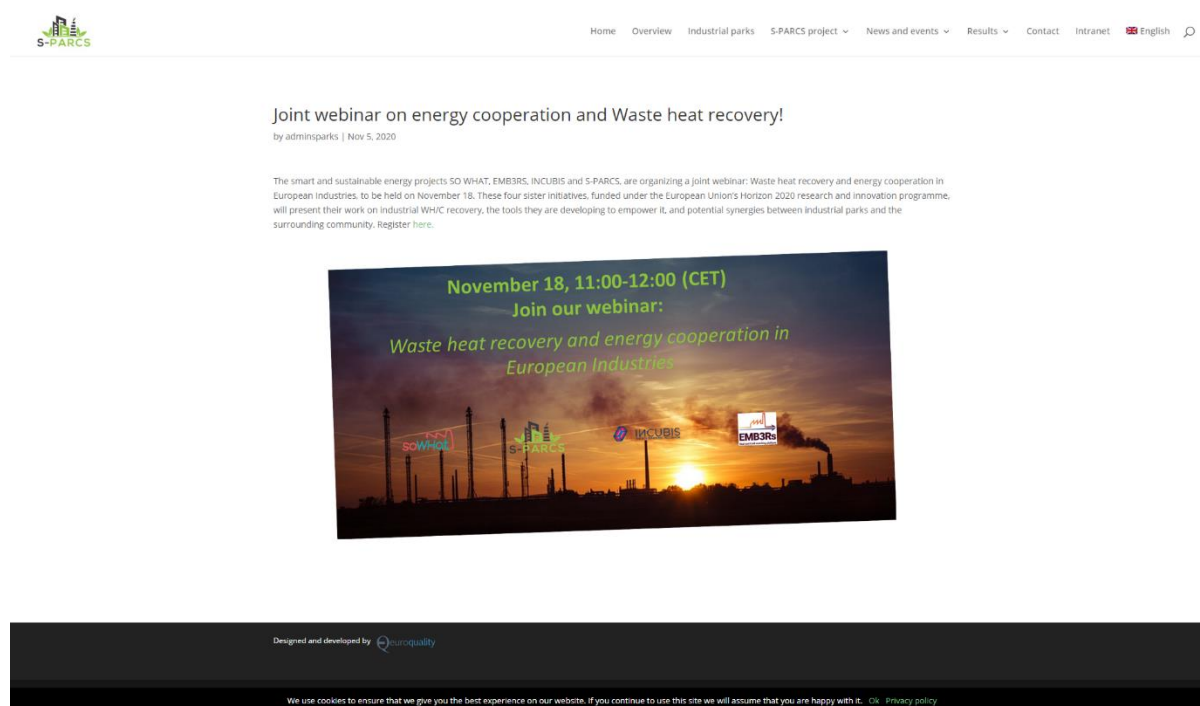 S-PARCS
Home Overview Industrial parks S-PARCS project News and events Results Contact Intranet English
Joint webinar on energy cooperation and Waste heat recovery!
by adminsparks | Nov 5, 2020
The smart and sustainable energy projects SO WHAT, EMB3RS, INCUBIS and S-PARCS, are organizing a joint webinar: Waste heat recovery and energy cooperation in
European Industries, to be held on November 18. These four sister initiatives, funded under the European Union's Horizon 2020 research and innovation programme,
will present their work on industrial WH/C recovery, the tools they are developing to empower it, and potential synergies between industrial parks and the
surrounding community. Register here.
November 18, 11:00-12:00 (CET)
Join our webinar:
Waste heat recovery and energy cooperation in
European Industries
soWHat S-PARCS INCUBIS EMB3Rs
Designed and developed by euroquality
We use cookies to ensure that we give you the best experience on our website. If you continue to use this site we will assume that you are happy with it. Ok Privacy policy